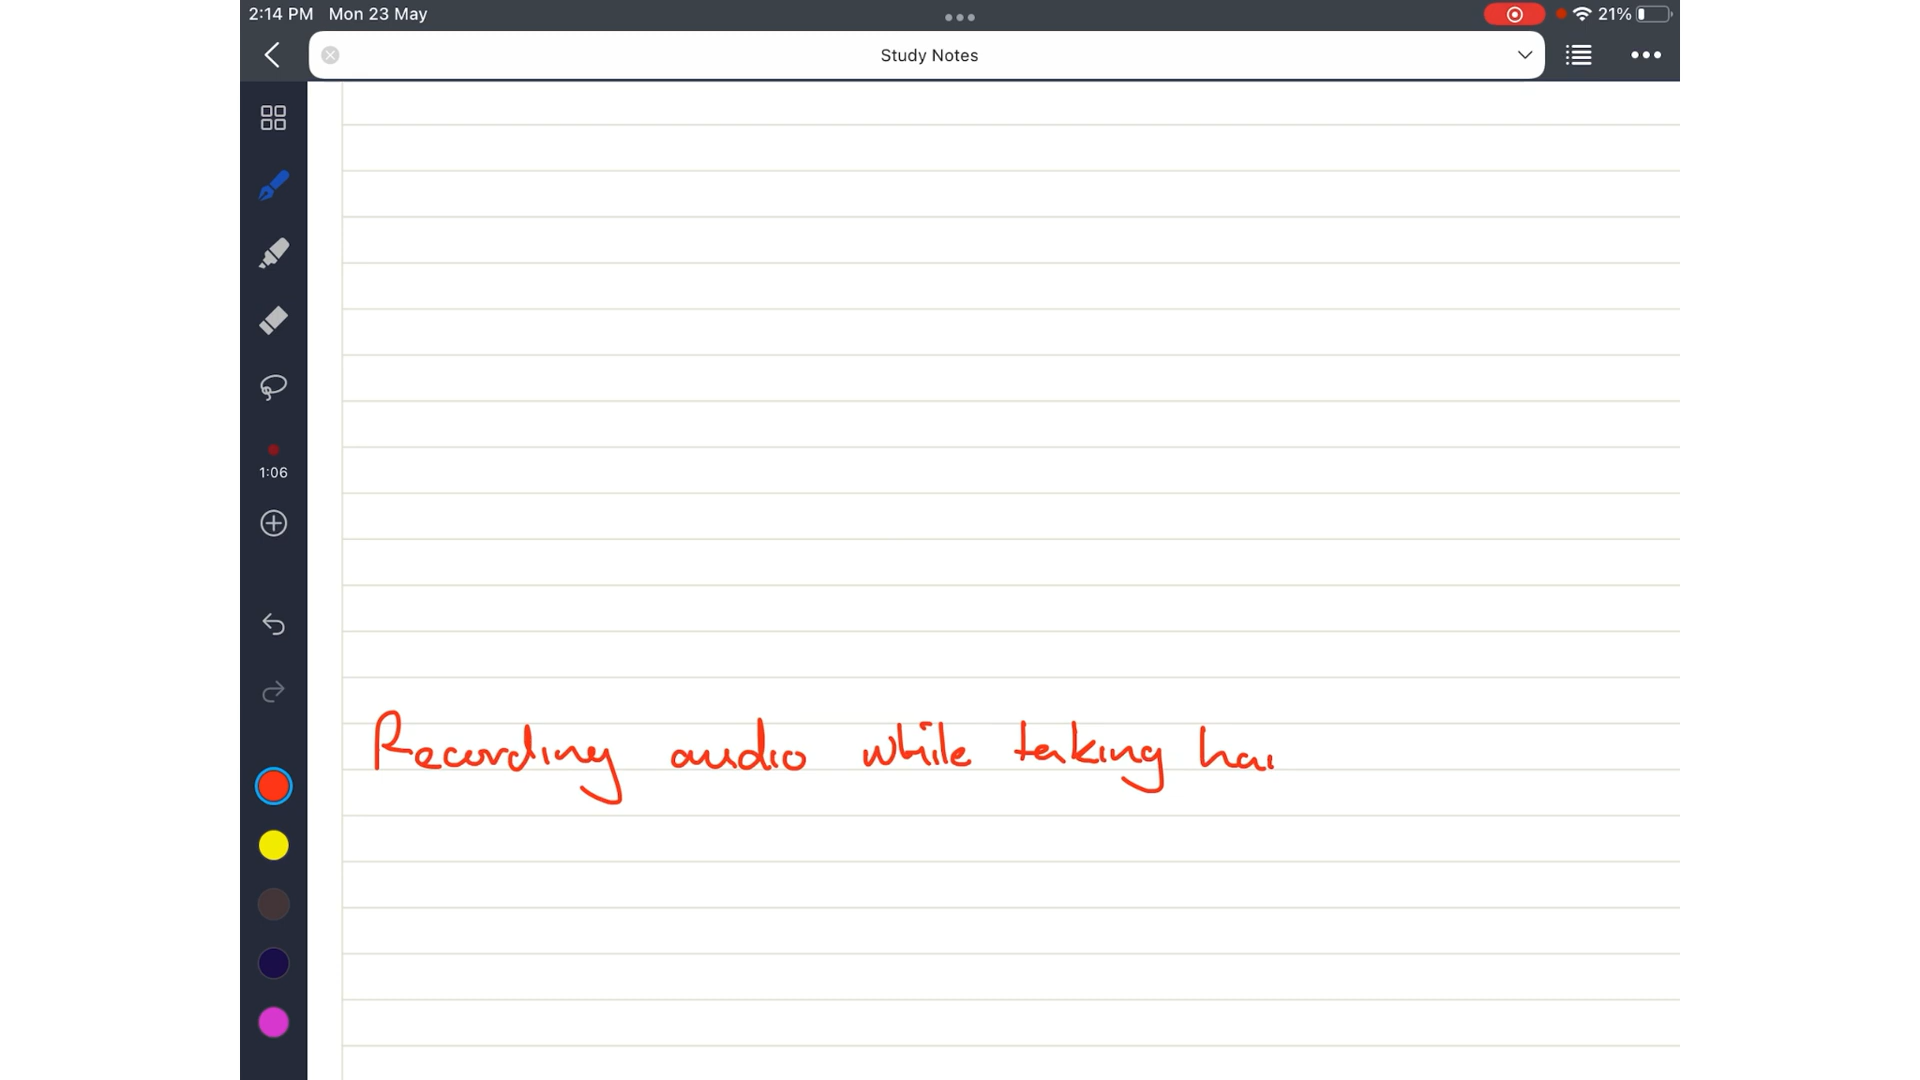 2:14 PM Mon 23 May
21%
Study Notes
1:06
Recording audio while taking